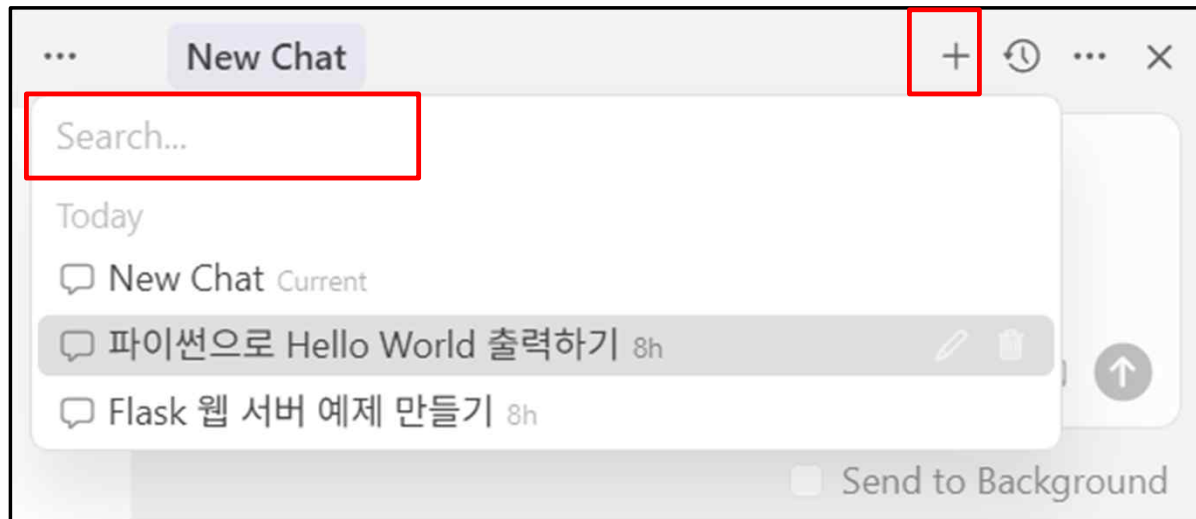 New Chat
Search...
Today
New Chat Current
파이썬으로 Hello World 출력하기 8h
Flask 웹 서버 예제 만들기 8h
Send to Background